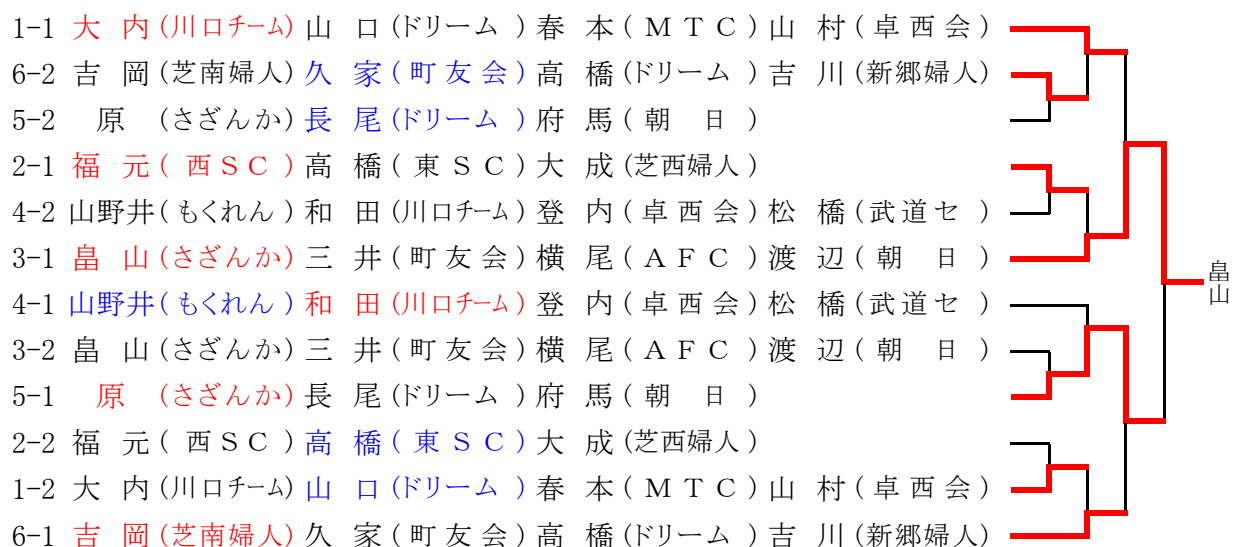 1-1 大 内 (川口チーム) 山 口 (ドリーム ) 春 本 ( M T C ) 山 村 ( 卓 西 会 )
6-2 吉 岡 (芝南婦人) 久 家 ( 町 友 会 ) 高 橋 (ドリーム ) 吉 川 (新郷婦人)
5-2 原 (さざんか) 長 尾 (ドリーム ) 府 馬 ( 朝 日 )
2-1 福 元 ( 西 S C ) 高 橋 ( 東 S C ) 大 成 (芝西婦人)
4-2 山野井 ( もくれん ) 和 田 (川口チーム) 登 内 ( 卓 西 会 ) 松 橋 (武道セ )
3-1 畠 山 (さざんか) 三 井 ( 町 友 会 ) 横 尾 ( A F C ) 渡 辺 ( 朝 日 )
4-1 山野井 ( もくれん ) 和 田 (川口チーム) 登 内 ( 卓 西 会 ) 松 橋 (武道セ )
3-2 畠 山 (さざんか) 三 井 ( 町 友 会 ) 横 尾 ( A F C ) 渡 辺 ( 朝 日 )
5-1 原 (さざんか) 長 尾 (ドリーム ) 府 馬 ( 朝 日 )
2-2 福 元 ( 西 S C ) 高 橋 ( 東 S C ) 大 成 (芝西婦人)
1-2 大 内 (川口チーム) 山 口 (ドリーム ) 春 本 ( M T C ) 山 村 ( 卓 西 会 )
6-1 吉 岡 (芝南婦人) 久 家 ( 町 友 会 ) 高 橋 (ドリーム ) 吉 川 (新郷婦人)
畠山